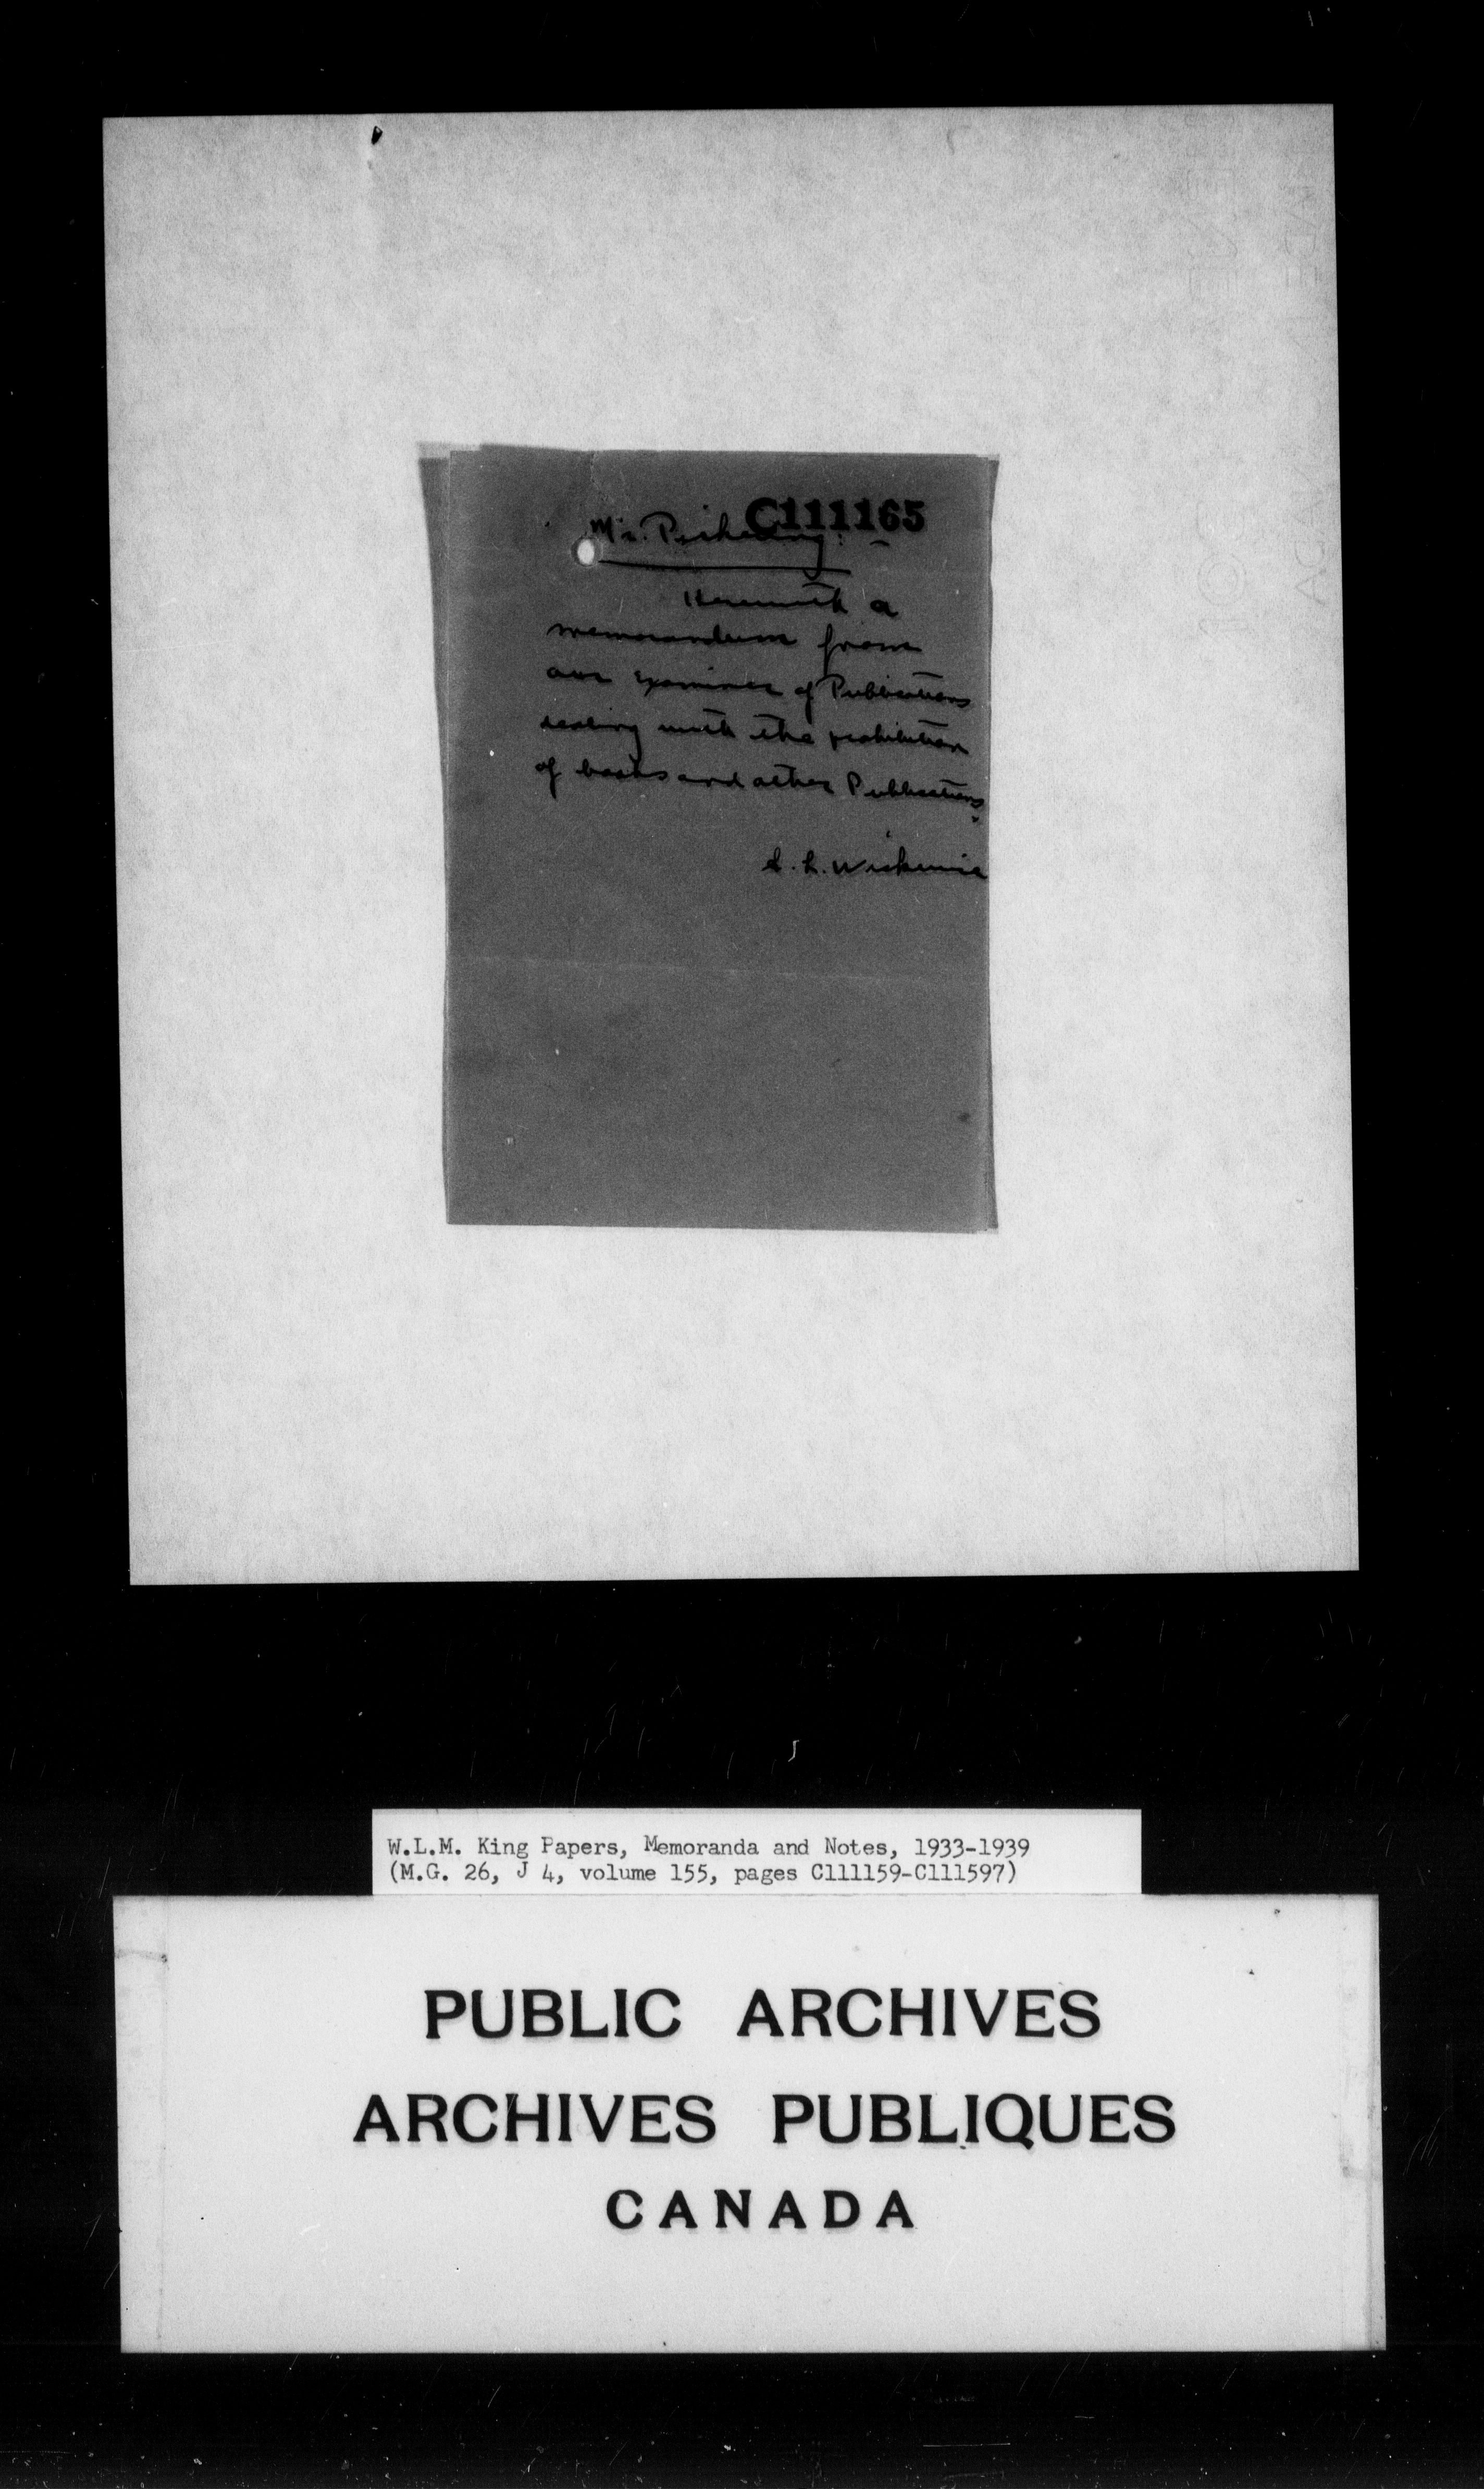 C111165
Mr. Pickering: -
Herewith a
memorandum from
our examiner of Publications
dealing with the prohibition
of books and other Publications.
W.L.M. King Papers, Memoranda and Notes, 1933-1939
(M.G. 26, J 4, volume 155, pages C111159-C111597)
PUBLIC ARCHIVES
ARCHIVES PUBLIQUES
CANADA